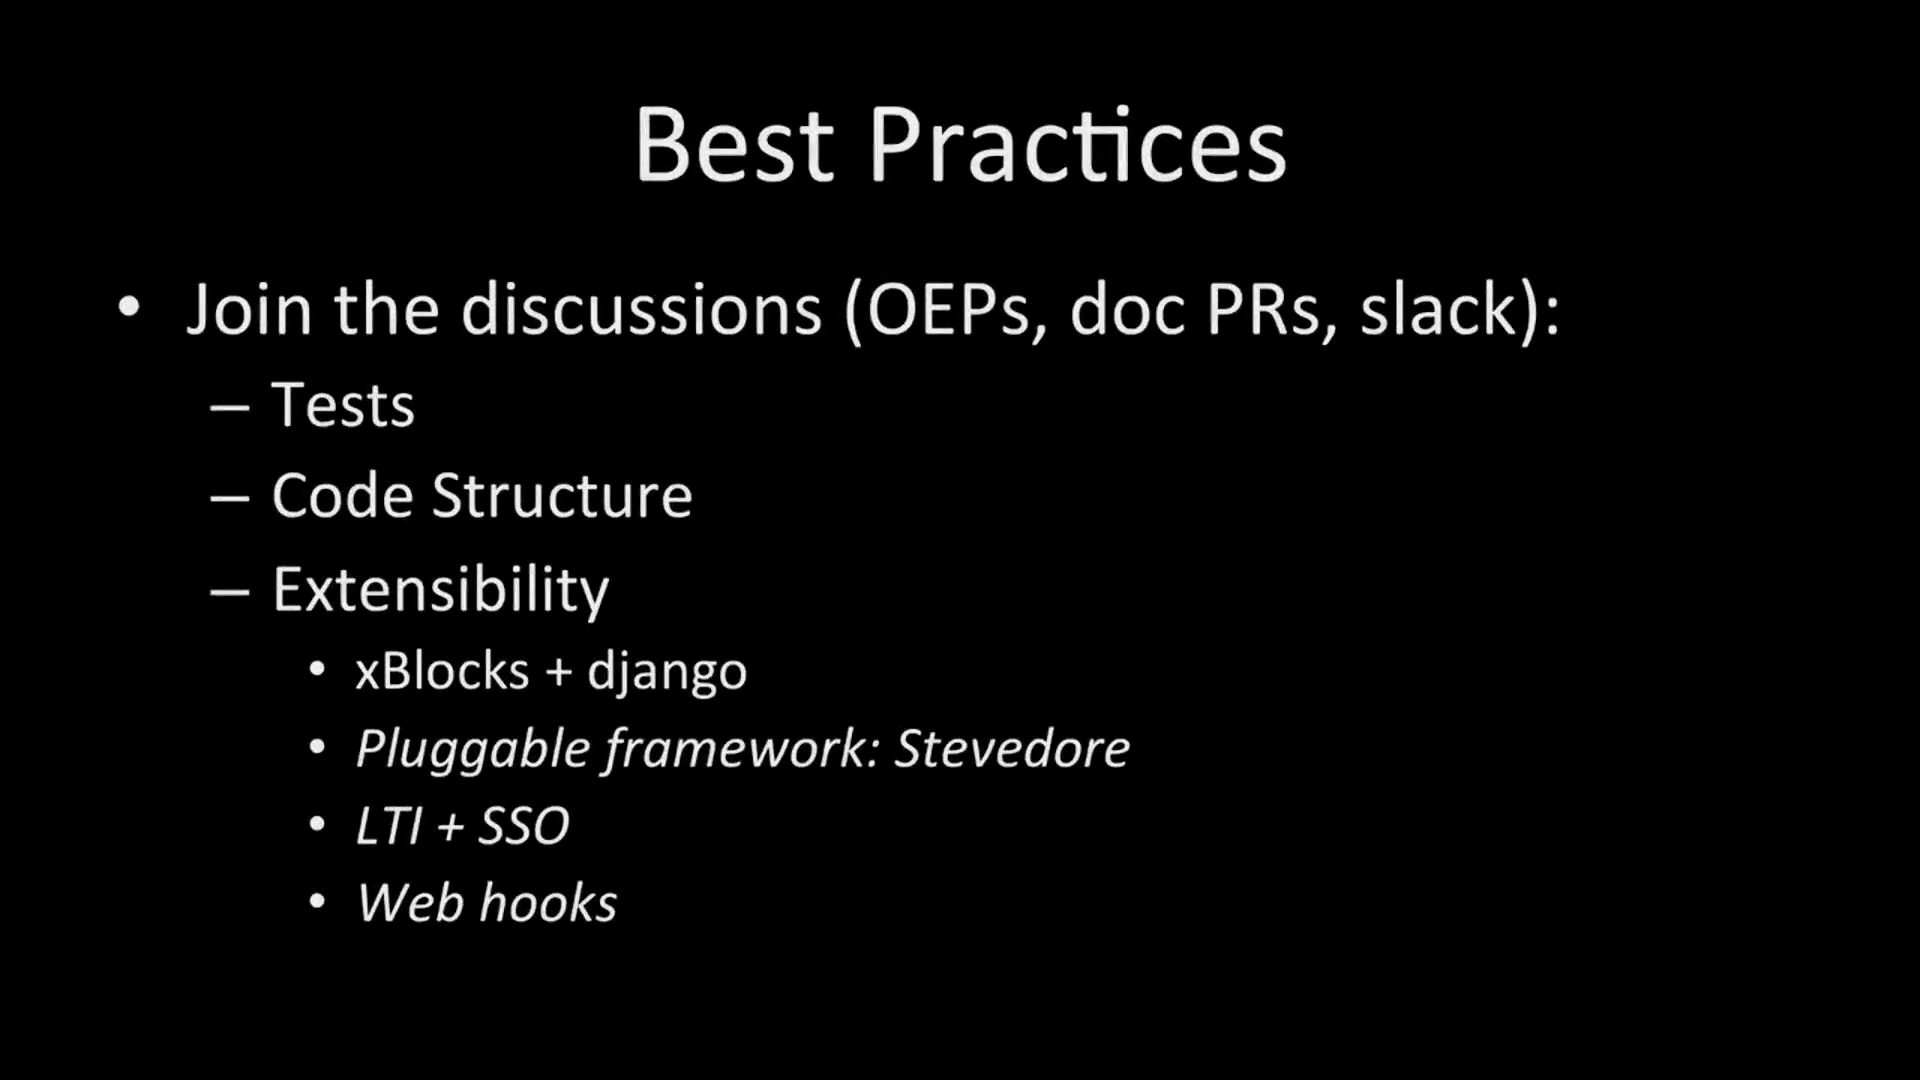 Best Practices
• Join the discussions (OEPs, doc PRs, slack):
– Tests
– Code Structure
– Extensibility
• xBlocks + django
• Pluggable framework: Stevedore
• LTI + SSO
• Web hooks